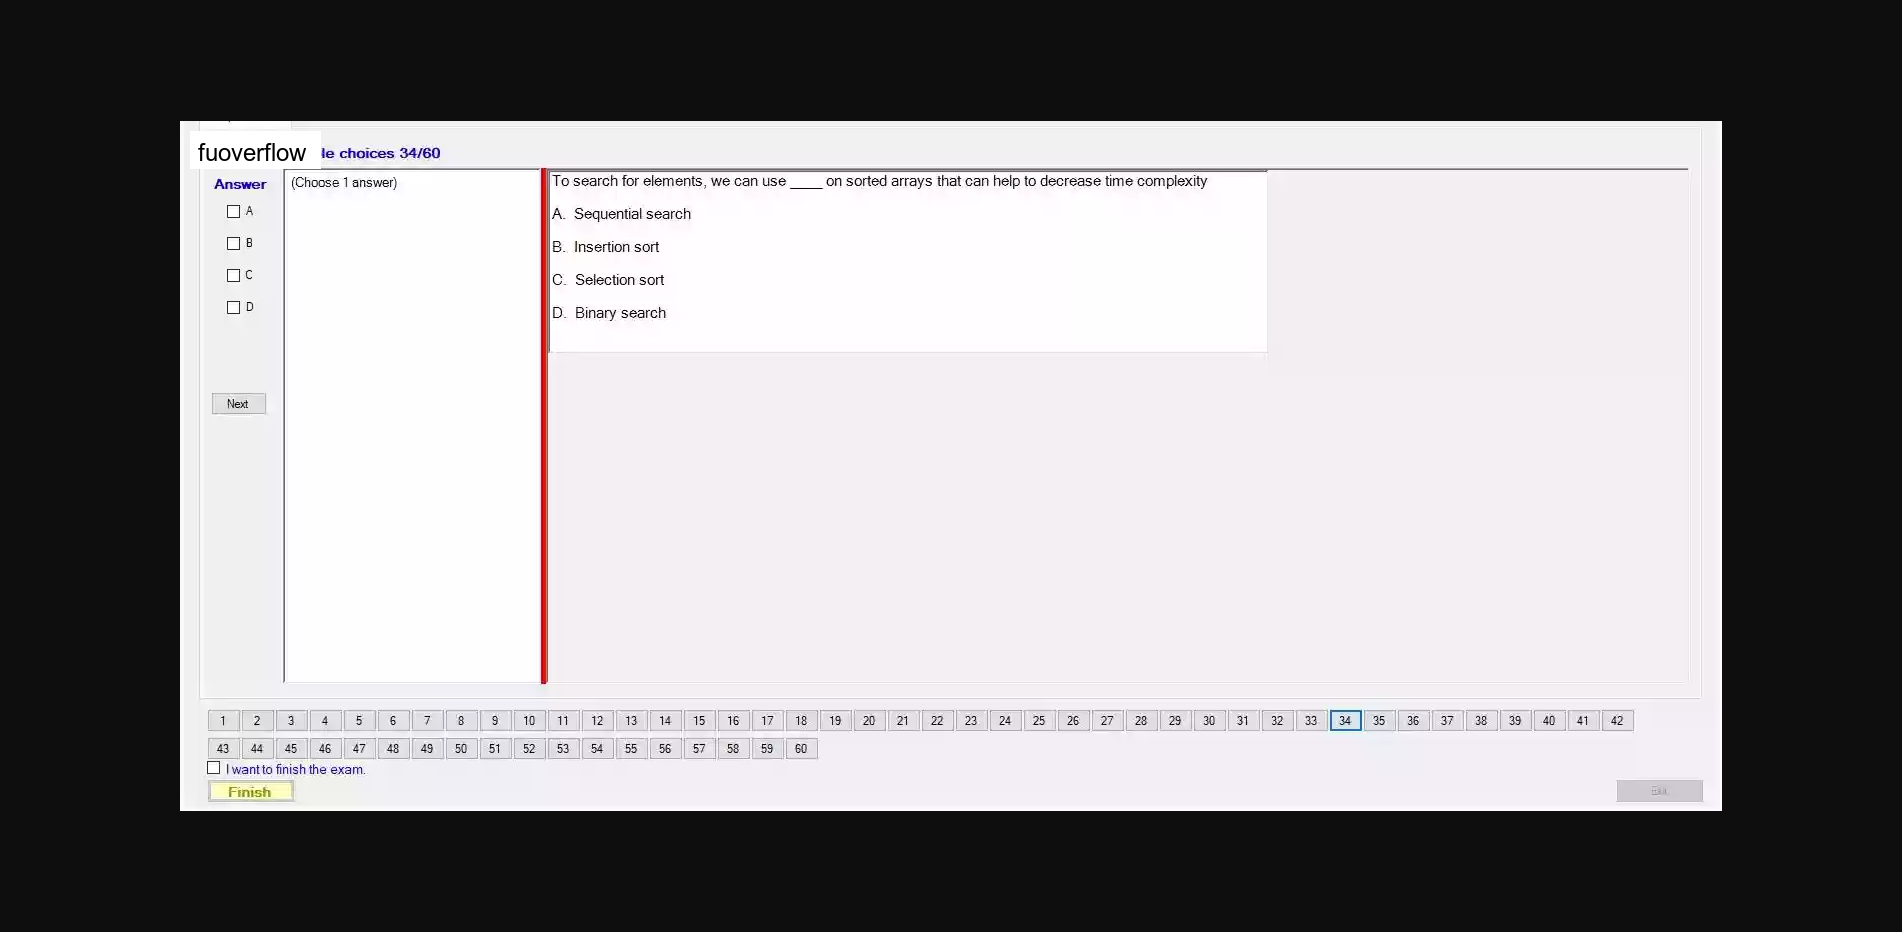 fuoverflow
le choices 34/60
Answer
(Choose 1 answer)
A
B
C
D
Next
To search for elements, we can use ____ on sorted arrays that can help to decrease time complexity
A. Sequential search
B. Insertion sort
C. Selection sort
D. Binary search
1 2 3 4 5 6 7 8 9 10 11 12 13 14 15 16 17 18 19 20 21 22 23 24 25 26 27 28 29 30 31 32 33 34 35 36 37 38 39 40 41 42
43 44 45 46 47 48 49 50 51 52 53 54 55 56 57 58 59 60
I want to finish the exam.
Finish
Exit